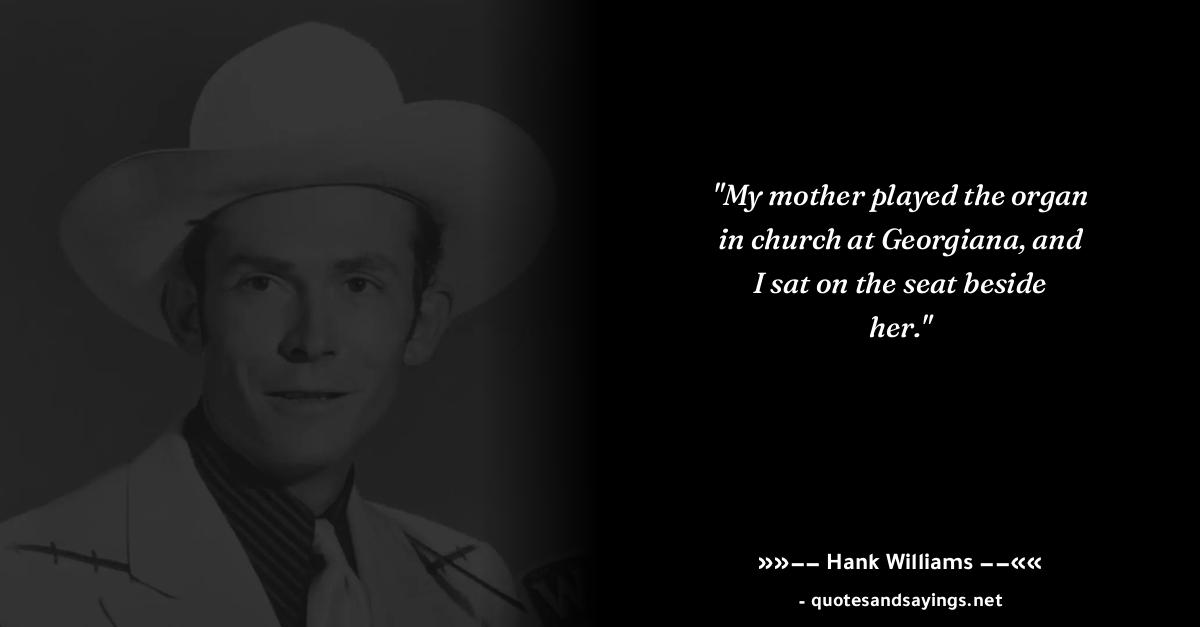 "My mother played the organ
in church at Georgiana, and
I sat on the seat beside
her."
»»–– Hank Williams ––««
- quotesandsayings.net